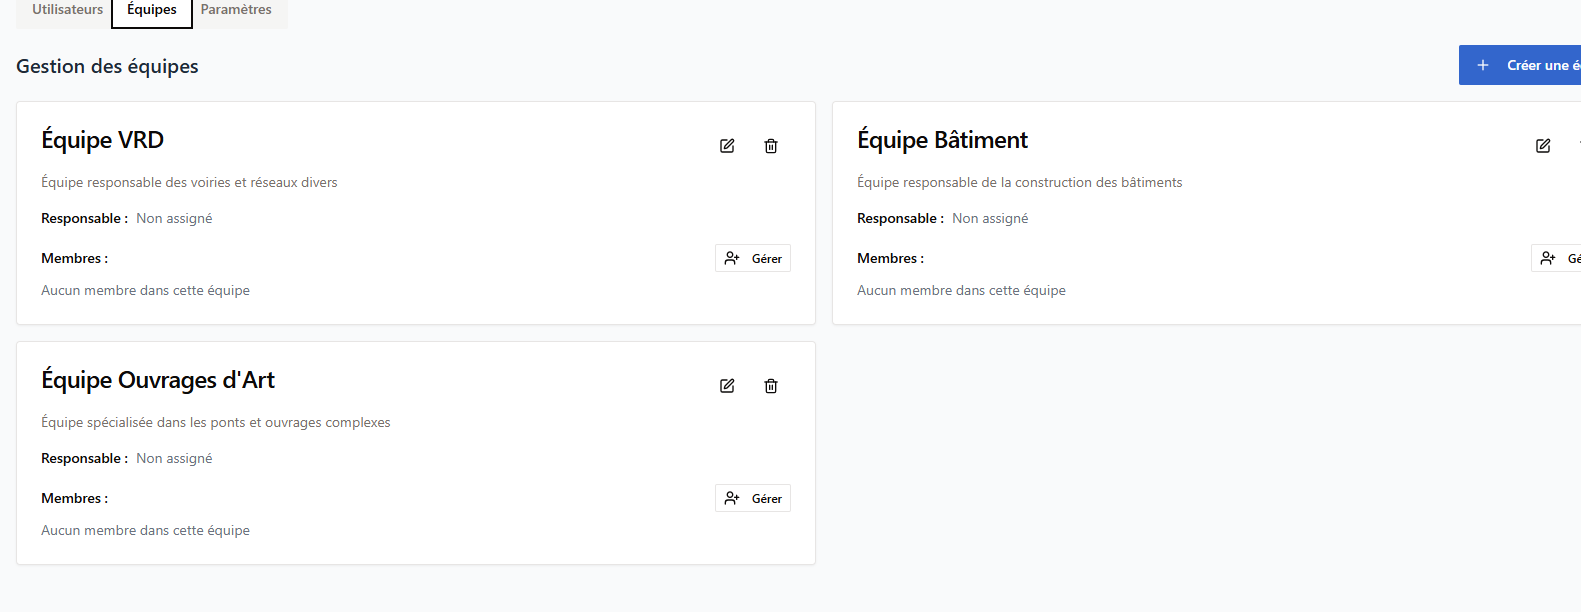 Utilisateurs Équipes Paramètres
Gestion des équipes
Créer une
Équipe VRD
Équipe responsable des voiries et réseaux divers
Responsable : Non assigné
Membres :
Gérer
Aucun membre dans cette équipe
Équipe Bâtiment
Équipe responsable de la construction des bâtiments
Responsable : Non assigné
Membres :
Aucun membre dans cette équipe
Équipe Ouvrages d'Art
Équipe spécialisée dans les ponts et ouvrages complexes
Responsable : Non assigné
Membres :
Gérer
Aucun membre dans cette équipe